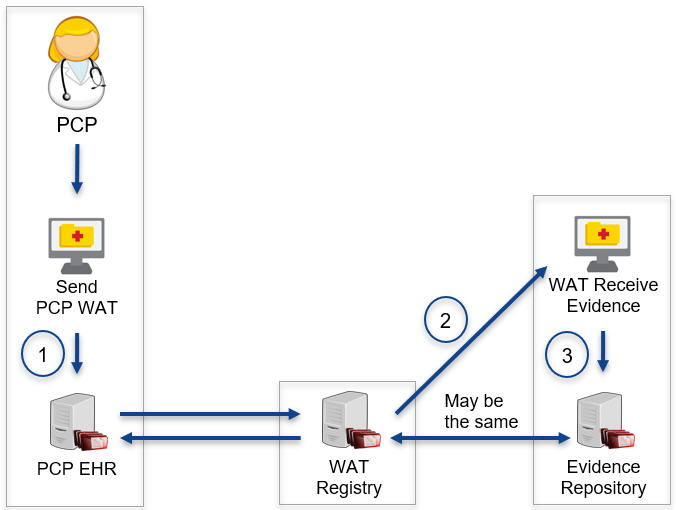 PCP
Send
PCP WAT
1
PCP EHR
WAT
Registry
2
May be
the same
WAT Receive
Evidence
3
Evidence
Repository